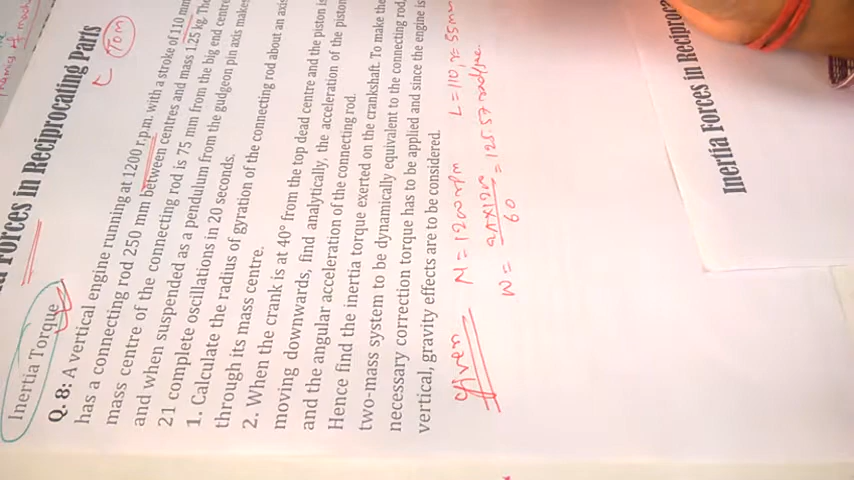 Forces in Reciprocating Parts
Inertia Torque
TOM
Q. 8: A vertical engine running at 1200 r.p.m. with a stroke of 110 mm
has a connecting rod 250 mm between centres and mass 1.25 kg. The
mass centre of the connecting rod is 75 mm from the big end centre
and when suspended as a pendulum from the gudgeon pin axis makes
21 complete oscillations in 20 seconds.
1. Calculate the radius of gyration of the connecting rod about an axis
through its mass centre.
2. When the crank is at 40° from the top dead centre and the piston is
moving downwards, find analytically, the acceleration of the piston
and the angular acceleration of the connecting rod.
Hence find the inertia torque exerted on the crankshaft. To make the
two-mass system to be dynamically equivalent to the connecting rod,
necessary correction torque has to be applied and since the engine is
vertical, gravity effects are to be considered.
Given N = 1200 rpm L = 110, r = 55 mm
60
= 125.57 rad/sec.
Inertia Forces in Reciproc